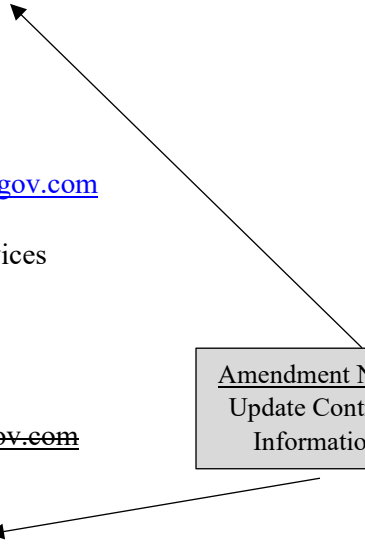 gov.com
ices
Amendment N
Update Cont
Informatio
ov.com